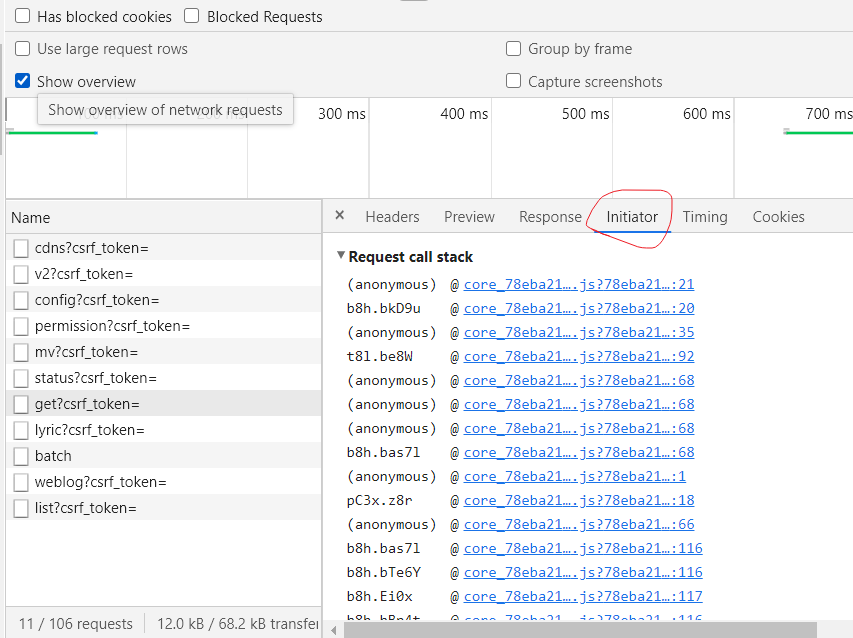 Has blocked cookies Blocked Requests
Use large request rows Group by frame
Show overview Capture screenshots
Show overview of network requests
300 ms 400 ms 500 ms 600 ms 700 ms
Name
× Headers Preview Response Initiator Timing Cookies
cdns?csrf_token=
v2?csrf_token=
config?csrf_token=
permission?csrf_token=
mv?csrf_token=
status?csrf_token=
get?csrf_token=
lyric?csrf_token=
batch
weblog?csrf_token=
list?csrf_token=
▼Request call stack
(anonymous) @ core_78eba21….js?78eba21…:21
b8h.bkD9u @ core_78eba21….js?78eba21…:20
(anonymous) @ core_78eba21….js?78eba21…:35
t8l.be8W @ core_78eba21….js?78eba21…:92
(anonymous) @ core_78eba21….js?78eba21…:68
(anonymous) @ core_78eba21….js?78eba21…:68
(anonymous) @ core_78eba21….js?78eba21…:68
b8h.bas7l @ core_78eba21….js?78eba21…:68
(anonymous) @ core_78eba21….js?78eba21…:1
pC3x.z8r @ core_78eba21….js?78eba21…:18
(anonymous) @ core_78eba21….js?78eba21…:66
b8h.bas7l @ core_78eba21….js?78eba21…:116
b8h.bTe6Y @ core_78eba21….js?78eba21…:116
b8h.Ei0x @ core_78eba21….js?78eba21…:117
11 / 106 requests 12.0 kB / 68.2 kB transfer